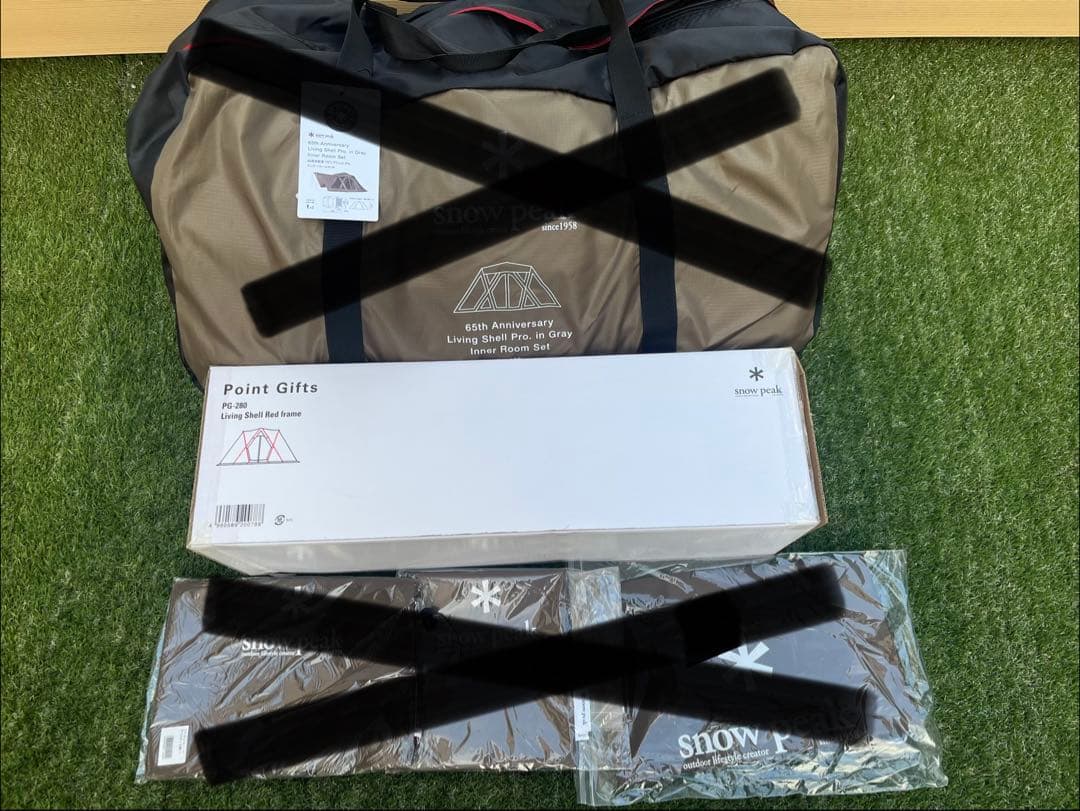 snow peak
65th Anniversary
Living Shell Pro. in Gray
Inner Room Set
snow pea
since1958
65th Anniversary
Living Shell Pro. in Gray
Inner Room Set
Point Gifts
PG-280
Living Shell Red frame
snow peak
snow peak
outdoor lifestyle creator
snow peak
snow peak
outdoor lifestyle creator